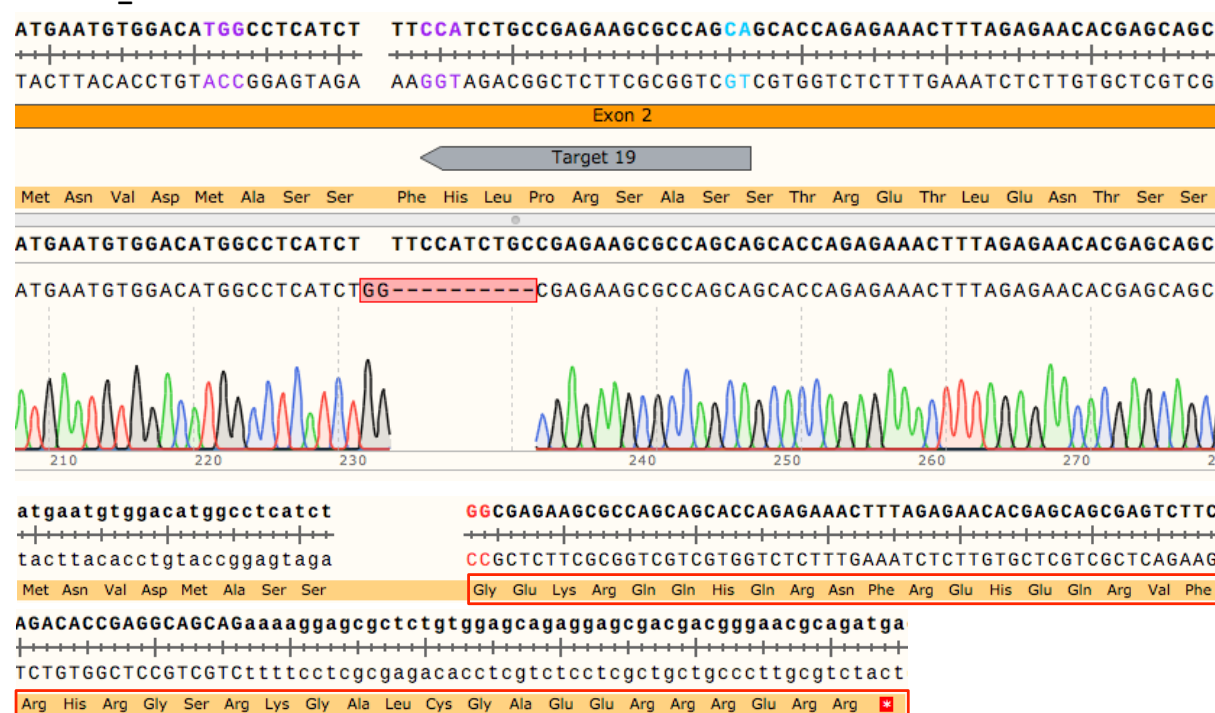 ATGAATGTGGACATGGCCTCATCT TTCCATCTGCCGAGAAGCGCCAGCAGCACCAGAGAAACTTTAGAGAACACGAGCAGC
TACTTACACCTGTACCGGAGTAGA AAGGTAGACGGCTCTTCGCGGTCGTCGTGGTCTCTTTGAAATCTCTTGTGCTCGTCG
Exon 2
Target 19
Met Asn Val Asp Met Ala Ser Ser Phe His Leu Pro Arg Ser Ala Ser Ser Thr Arg Glu Thr Leu Glu Asn Thr Ser Ser
ATGAATGTGGACATGGCCTCATCT TTCCATCTGCCGAGAAGCGCCAGCAGCACCAGAGAAACTTTAGAGAACACGAGCAGC
ATGAATGTGGACATGGCCTCATCTGG----------CGAGAAGCGCCAGCAGCACCAGAGAAACTTTAGAGAACACGAGCAGC
210 220 230 240 250 260 270 2
atgaatgtggacatggcctcatct GGCGAGAAGCGCCAGCAGCACCAGAGAAACTTTAGAGAACACGAGCAGCGAGTCTTC
tacttacacctgtaccggagtaga CCGCTCTTCGCGGTCGTCGTGGTCTCTTTGAAATCTCTTGTGCTCGTCGCTCAGAAG
Met Asn Val Asp Met Ala Ser Ser Gly Glu Lys Arg Gln Gln His Gln Arg Asn Phe Arg Glu His Glu Gln Arg Val Phe
AGACACCGAGGCAGCAGaaaaggagcgctctgtggagcagaggagcgacgacgggaacgcagatga
TCTGTGGCTCCGTCGTCttttcctcgcgagacacctcgtctcctcgctgctgcccttgcgtctact
Arg His Arg Gly Ser Arg Lys Gly Ala Leu Cys Gly Ala Glu Glu Arg Arg Arg Glu Arg Arg *